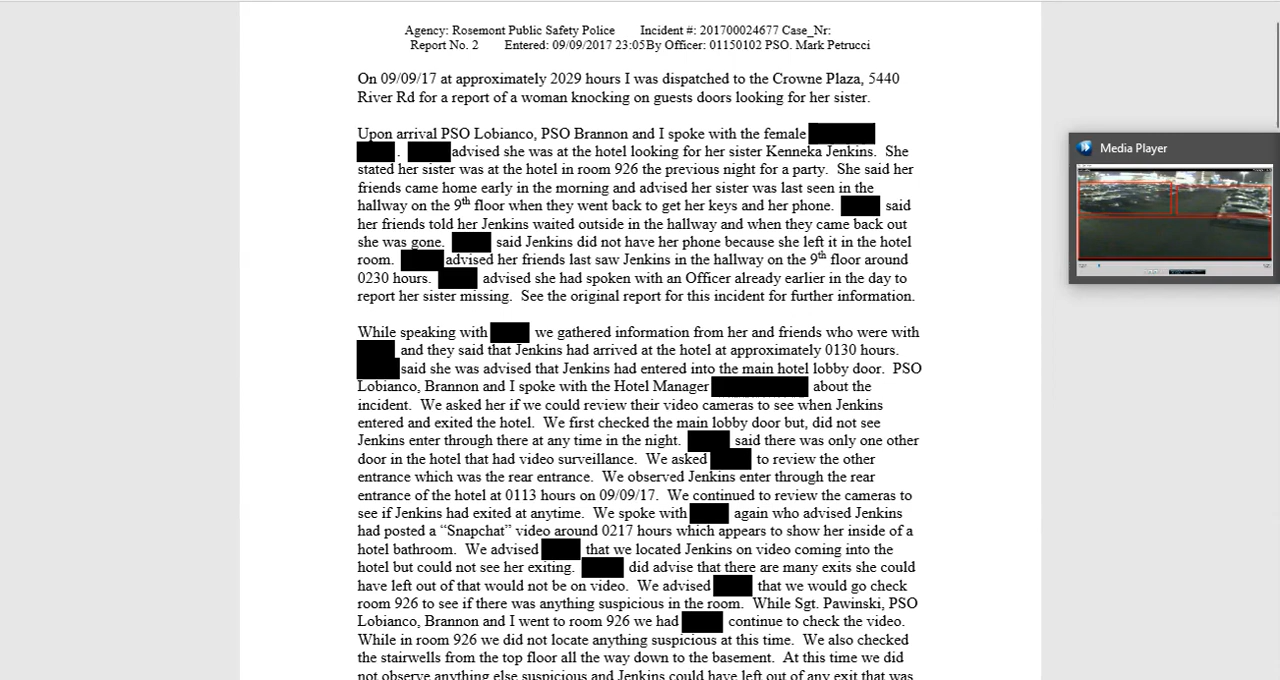 Agency: Rosemont Public Safety Police Incident #: 201700024677 Case_Nr:
Report No. 2 Entered: 09/09/2017 23:05By Officer: 01150102 PSO. Mark Petrucci
On 09/09/17 at approximately 2029 hours I was dispatched to the Crowne Plaza, 5440
River Rd for a report of a woman knocking on guests doors looking for her sister.
Upon arrival PSO Lobianco, PSO Brannon and I spoke with the female
. advised she was at the hotel looking for her sister Kenneka Jenkins. She
stated her sister was at the hotel in room 926 the previous night for a party. She said her
friends came home early in the morning and advised her sister was last seen in the
hallway on the 9th floor when they went back to get her keys and her phone. said
her friends told her Jenkins waited outside in the hallway and when they came back out
she was gone. said Jenkins did not have her phone because she left it in the hotel
room. advised her friends last saw Jenkins in the hallway on the 9th floor around
0230 hours. advised she had spoken with an Officer already earlier in the day to
report her sister missing. See the original report for this incident for further information.
While speaking with we gathered information from her and friends who were with
and they said that Jenkins had arrived at the hotel at approximately 0130 hours.
said she was advised that Jenkins had entered into the main hotel lobby door. PSO
Lobianco, Brannon and I spoke with the Hotel Manager about the
incident. We asked her if we could review their video cameras to see when Jenkins
entered and exited the hotel. We first checked the main lobby door but, did not see
Jenkins enter through there at any time in the night. said there was only one other
door in the hotel that had video surveillance. We asked to review the other
entrance which was the rear entrance. We observed Jenkins enter through the rear
entrance of the hotel at 0113 hours on 09/09/17. We continued to review the cameras to
see if Jenkins had exited at anytime. We spoke with again who advised Jenkins
had posted a “Snapchat” video around 0217 hours which appears to show her inside of a
hotel bathroom. We advised that we located Jenkins on video coming into the
hotel but could not see her exiting. did advise that there are many exits she could
have left out of that would not be on video. We advised that we would go check
room 926 to see if there was anything suspicious in the room. While Sgt. Pawinski, PSO
Lobianco, Brannon and I went to room 926 we had continue to check the video.
While in room 926 we did not locate anything suspicious at this time. We also checked
the stairwells from the top floor all the way down to the basement. At this time we did
not observe anything else suspicious and Jenkins could have left out of any exit that was
Media Player